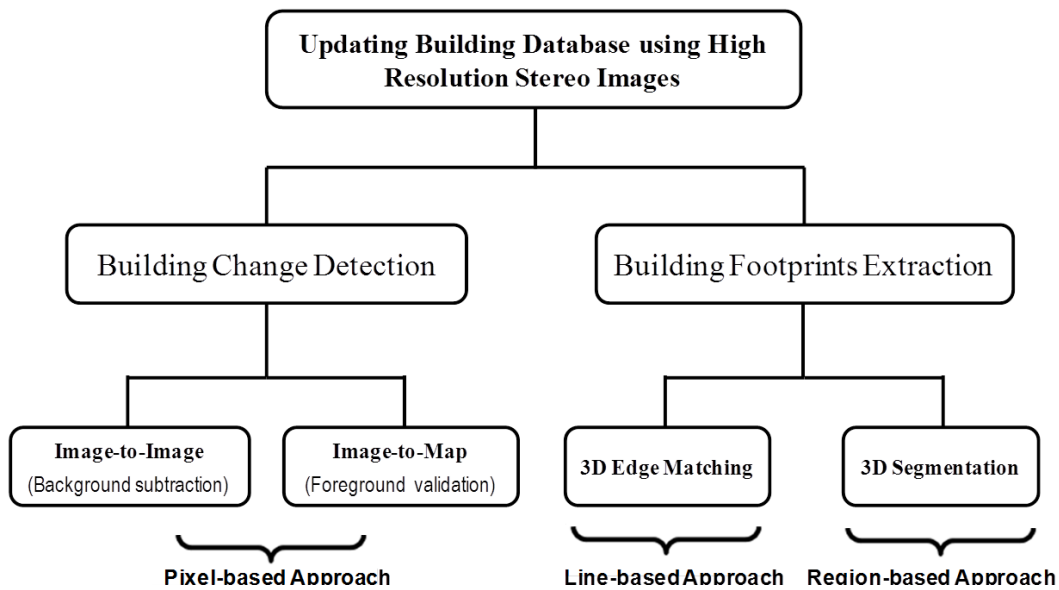 Updating Building Database using High
Resolution Stereo Images
Building Change Detection
Building Footprints Extraction
Image-to-Image
(Background subtraction)
Image-to-Map
(Foreground validation)
3D Edge Matching
3D Segmentation
Pixel-based Approach
Line-based Approach
Region-based Approach